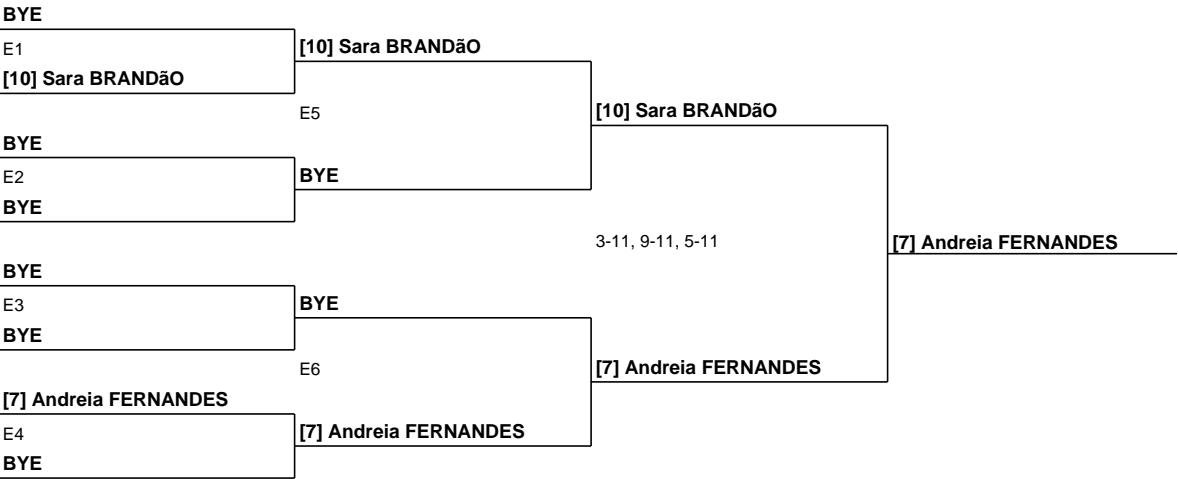 BYE
E1
[10] Sara BRANDãO
[10] Sara BRANDãO
E5
[10] Sara BRANDãO
BYE
E2
BYE
BYE
3-11, 9-11, 5-11
[7] Andreia FERNANDES
BYE
E3
BYE
BYE
E6
[7] Andreia FERNANDES
[7] Andreia FERNANDES
E4
BYE
[7] Andreia FERNANDES